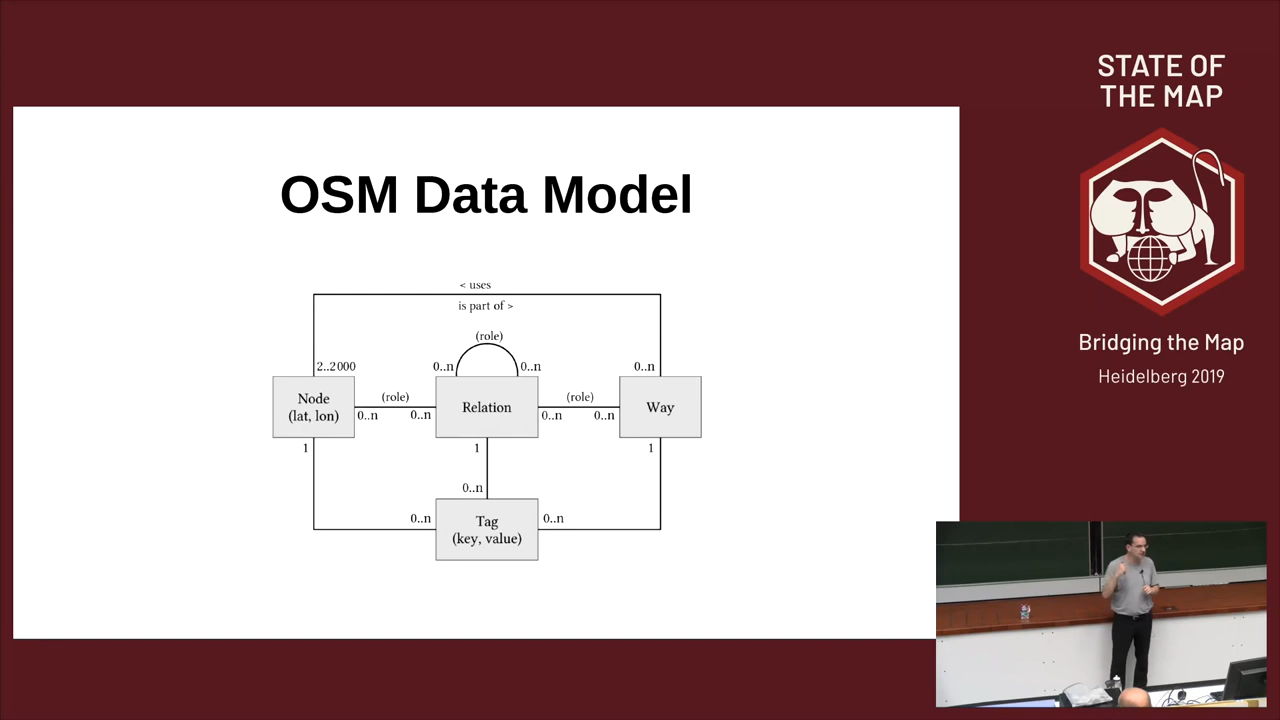 STATE OF
THE MAP
OSM Data Model
< uses
is part of >
(role)
2..2000
0..n
0..n
0..n
Node
(lat, lon)
(role)
0..n
0..n
Relation
(role)
0..n
0..n
Way
1
1
1
0..n
0..n
0..n
Tag
(key, value)
Bridging the Map
Heidelberg 2019